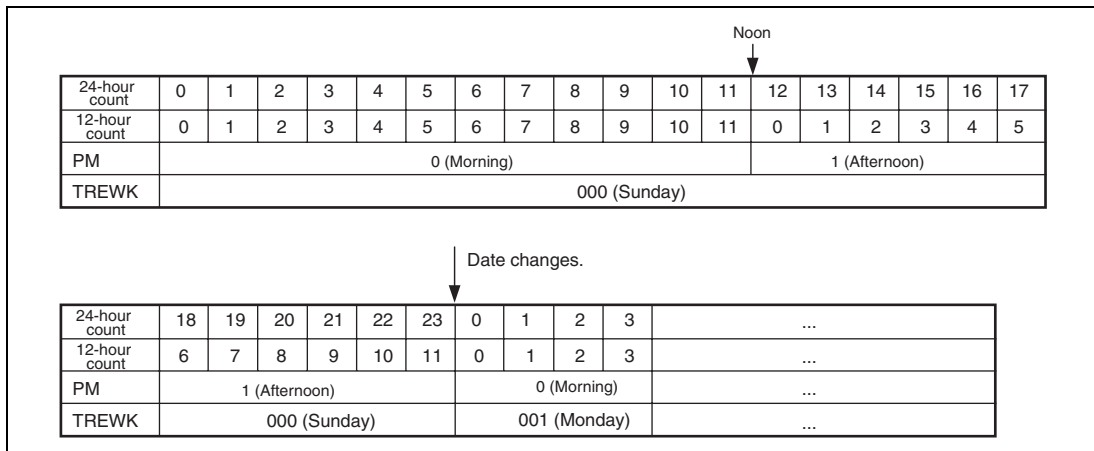 Noon
24-hour count 0 1 2 3 4 5 6 7 8 9 10 11 12 13 14 15 16 17
12-hour count 0 1 2 3 4 5 6 7 8 9 10 11 0 1 2 3 4 5
PM 0 (Morning) 1 (Afternoon)
TREWK 000 (Sunday)
Date changes.
24-hour count 18 19 20 21 22 23 0 1 2 3 ...
12-hour count 6 7 8 9 10 11 0 1 2 3 ...
PM 1 (Afternoon) 0 (Morning) ...
TREWK 000 (Sunday) 001 (Monday) ...